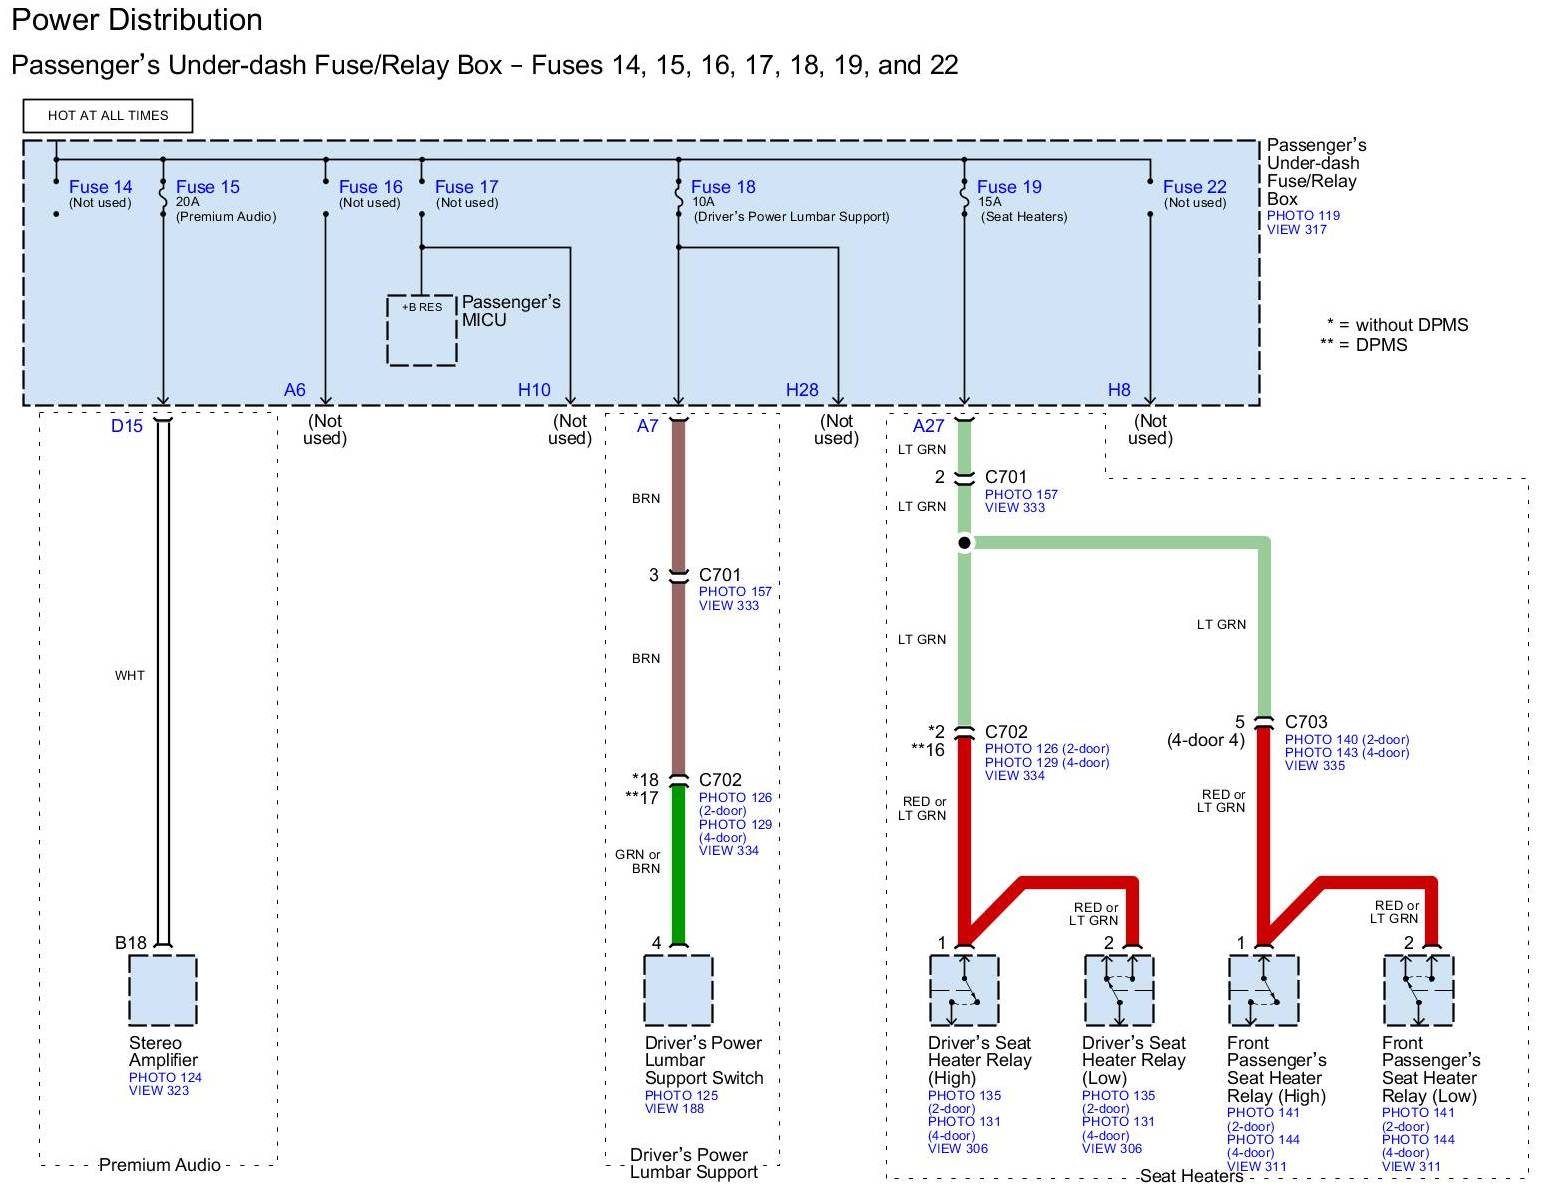 Power Distribution
Passenger's Under-dash Fuse/Relay Box – Fuses 14, 15, 16, 17, 18, 19, and 22
HOT AT ALL TIMES
Passenger's
Under-dash
Fuse/Relay
Box
PHOTO 119
VIEW 317
Fuse 14
(Not used)
Fuse 15
20A
(Premium Audio)
Fuse 16
(Not used)
Fuse 17
(Not used)
Fuse 18
10A
(Driver's Power Lumbar Support)
Fuse 19
15A
(Seat Heaters)
Fuse 22
(Not used)
+B RES
Passenger's
MICU
* = without DPMS
** = DPMS
A6
H10
H28
H8
D15
(Not
used)
(Not
used)
A7
(Not
used)
A27
(Not
used)
WHT
B18
Stereo
Amplifier
PHOTO 124
VIEW 323
Premium Audio
BRN
3
C701
PHOTO 157
VIEW 333
BRN
*18
**17
C702
PHOTO 126
(2-door)
PHOTO 129
(4-door)
VIEW 334
GRN or
BRN
4
Driver's Power
Lumbar
Support Switch
PHOTO 125
VIEW 188
Driver's Power
Lumbar Support
LT GRN
2
C701
PHOTO 157
VIEW 333
LT GRN
LT GRN
LT GRN
*2
**16
C702
PHOTO 126 (2-door)
PHOTO 129 (4-door)
VIEW 334
5
(4-door 4)
C703
PHOTO 140 (2-door)
PHOTO 143 (4-door)
VIEW 335
RED or
LT GRN
RED or
LT GRN
RED or
LT GRN
RED or
LT GRN
1
2
1
2
Driver's Seat
Heater Relay
(High)
PHOTO 135
(2-door)
PHOTO 131
(4-door)
VIEW 306
Driver's Seat
Heater Relay
(Low)
PHOTO 135
(2-door)
PHOTO 131
(4-door)
VIEW 306
Front
Passenger's
Seat Heater
Relay (High)
PHOTO 141
(2-door)
PHOTO 144
(4-door)
VIEW 311
Front
Passenger's
Seat Heater
Relay (Low)
PHOTO 141
(2-door)
PHOTO 144
(4-door)
VIEW 311
Seat Heaters